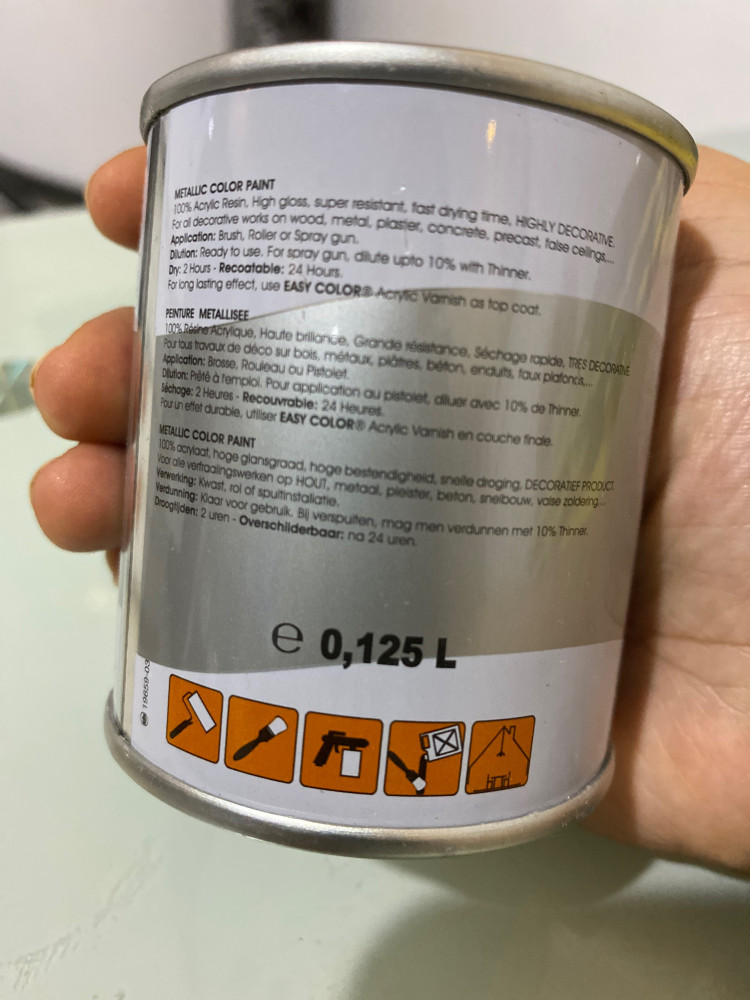 METALLIC COLOR PAINT
100% Acrylic Resin, High gloss, super resistant, fast drying time, HIGHLY DECORATIVE.
For all decorative works on wood, metal, plaster, concrete, precast, false ceilings,...
Application: Brush, Roller or Spray gun.
Dilution: Ready to use. For spray gun, dilute upto 10% with Thinner.
Dry: 2 Hours - Recoatable: 24 Hours.
For long lasting effect, use EASY COLOR® Acrylic Varnish as top coat.
PEINTURE METALLISEE
100% Résine Acrylique, Haute brillance, Grande résistance, Séchage rapide, TRES DECORATIVE
Pour tous travaux de déco sur bois, métaux, plâtres, béton, enduits, faux plafonds,...
Application: Brosse, Rouleau ou Pistolet.
Dilution: Prêté à l'emploi. Pour application au pistolet, diluer avec 10% de Thinner.
Séchage: 2 Heures - Recouvrable: 24 Heures.
Pour un effet durable, utiliser EASY COLOR® Acrylic Varnish en couche finale.
METALLIC COLOR PAINT
100% acrylaat, hoge glansgraad, hoge bestendigheid, snelle droging, DECORATIEF PRODUCT.
Voor alle verfraaiingswerken op HOUT, metaal, pleister, beton, snelbouw, valse zoldering...
Verwerking: Kwast, rol of spuitinstallatie.
Verdunning: Klaar voor gebruik. Bij verspuiten, mag men verdunnen met 10% Thinner.
Droogtijden: 2 uren - Overschilderbaar: na 24 uren.
℮ 0,125 L
19659-03